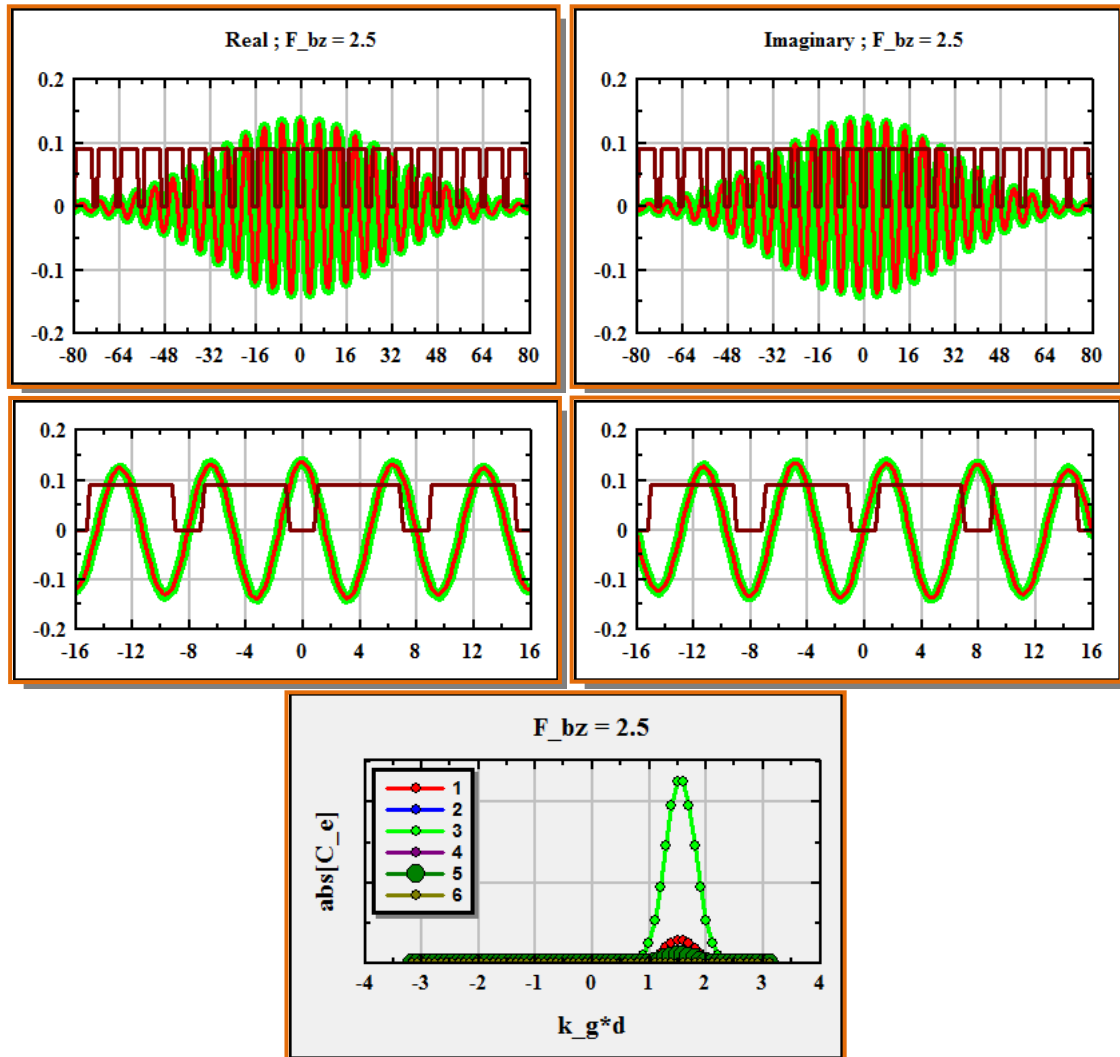 Real ; F_bz = 2.5
0.2
0.1
0
-0.1
-0.2
-80 -64 -48 -32 -16 0 16 32 48 64 80
Imaginary ; F_bz = 2.5
0.2
0.1
0
-0.1
-0.2
-80 -64 -48 -32 -16 0 16 32 48 64 80
0.2
0.1
0
-0.1
-0.2
-16 -12 -8 -4 0 4 8 12 16
0.2
0.1
0
-0.1
-0.2
-16 -12 -8 -4 0 4 8 12 16
F_bz = 2.5
abs[C_e]
1
2
3
4
5
6
-4 -3 -2 -1 0 1 2 3 4
k_g*d